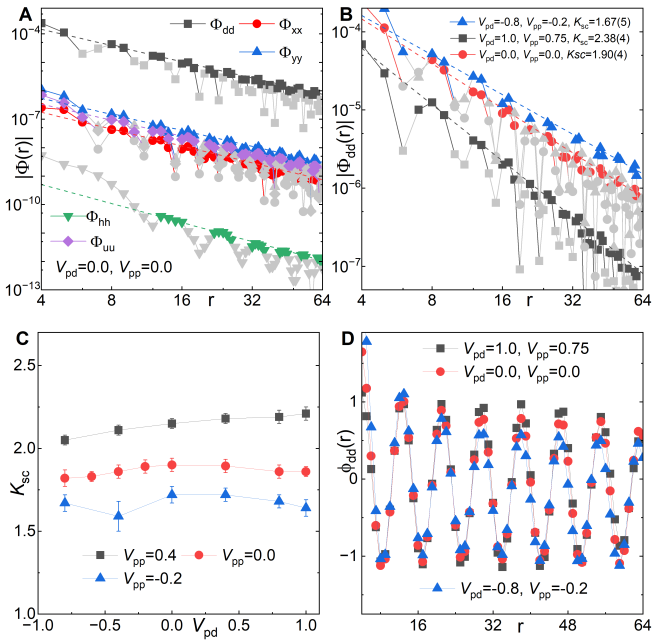 A
10⁻⁴
10⁻⁷
10⁻¹⁰
10⁻¹³
|Φ(r)|
Φdd
Φxx
Φyy
Φhh
Φuu
Vpd=0.0, Vpp=0.0
4 8 16 r 32 64
B
10⁻⁵
10⁻⁶
10⁻⁷
|Φdd(r)|
Vpd=-0.8, Vpp=-0.2, Ksc=1.67(5)
Vpd=1.0, Vpp=0.75, Ksc=2.38(4)
Vpd=0.0, Vpp=0.0, Ksc=1.90(4)
4 8 16 r 32 64
C
2.5
2.0
1.5
1.0
Ksc
Vpp=0.4
Vpp=0.0
Vpp=-0.2
−1.0 −0.5 0.0 Vpd 0.5 1.0
D
2
1
0
-1
ϕdd(r)
Vpd=1.0, Vpp=0.75
Vpd=0.0, Vpp=0.0
Vpd=-0.8, Vpp=-0.2
16 r 32 48 64